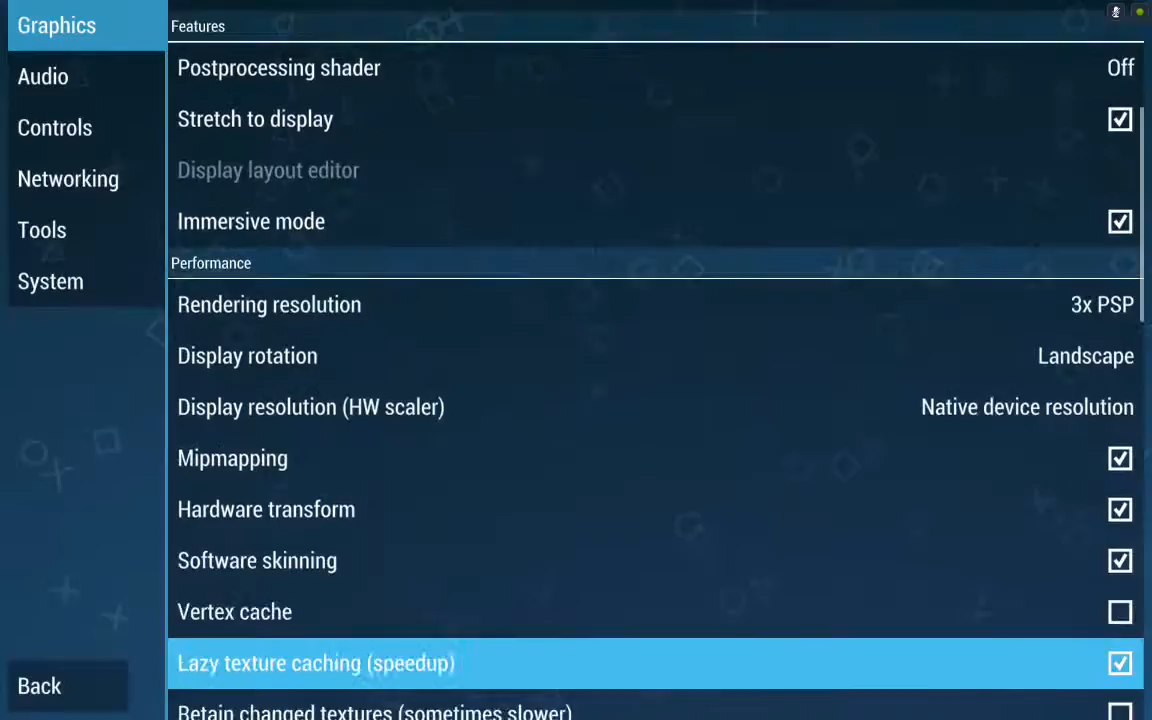 Graphics
Audio
Controls
Networking
Tools
System
Back
Features
Postprocessing shader Off
Stretch to display
Display layout editor
Immersive mode
Performance
Rendering resolution 3x PSP
Display rotation Landscape
Display resolution (HW scaler) Native device resolution
Mipmapping
Hardware transform
Software skinning
Vertex cache
Lazy texture caching (speedup)
Retain changed textures (sometimes slower)